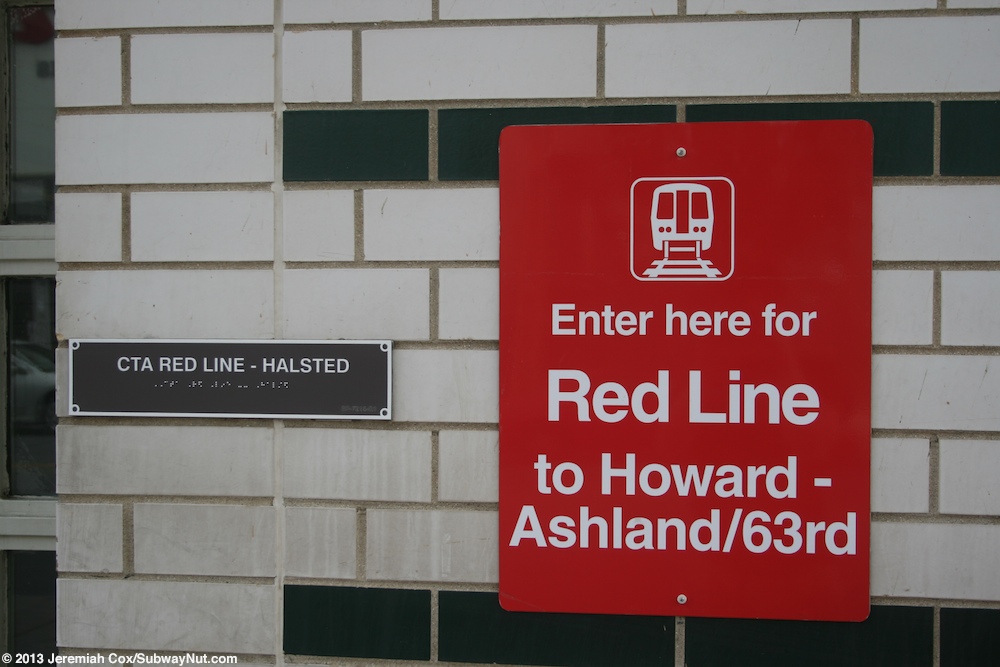 CTA RED LINE - HALSTED
Enter here for
Red Line
to Howard -
Ashland/63rd
© 2013 Jeremiah Cox/SubwayNut.com